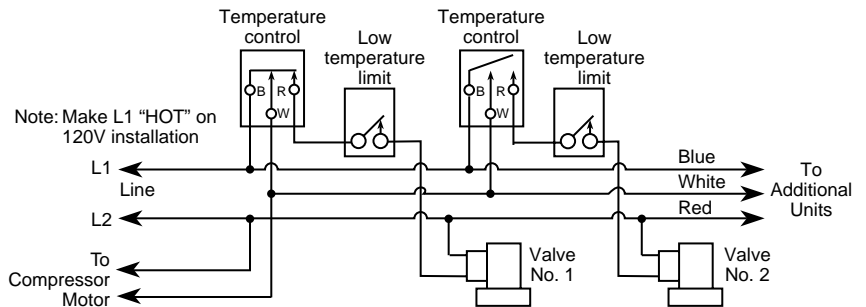 Temperature
control
Low
temperature
limit
Temperature
control
Low
temperature
limit
B R
W
B R
W
Note: Make L1 “HOT” on
120V installation
L1
Line
L2
Blue
White
Red
To
Additional
Units
To
Compressor
Motor
Valve
No. 1
Valve
No. 2